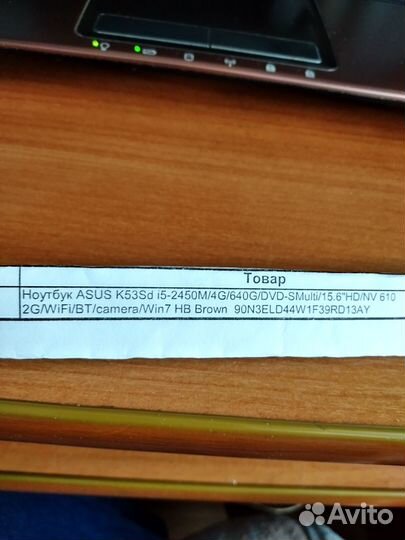 Товар
Ноутбук ASUS K53Sd i5-2450M/4G/640G/DVD-SMulti/15.6"HD/NV 610
2G/WiFi/BT/camera/Win7 HB Brown 90N3ELD44W1F39RD13AY
Avito